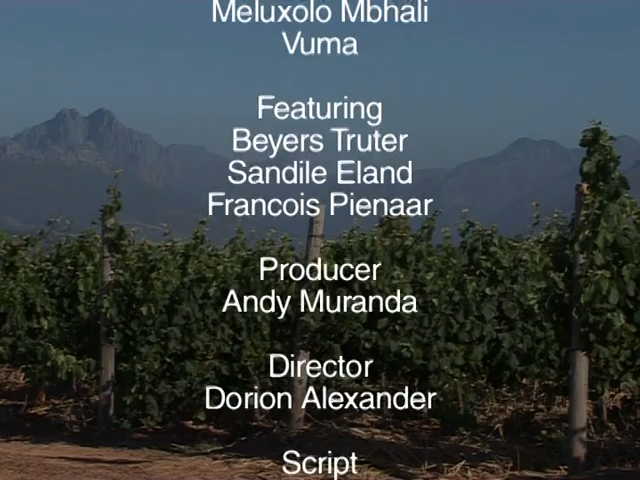 Meluxolo Mbhali
Vuma
Featuring
Beyers Truter
Sandile Eland
Francois Pienaar
Producer
Andy Muranda
Director
Dorion Alexander
Script